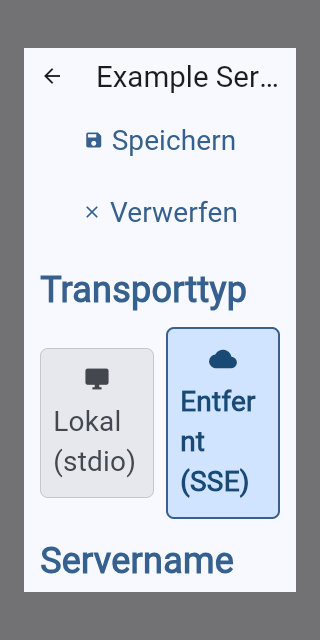 Example Ser…
Speichern
Verwerfen
Transporttyp
Lokal
(stdio)
Entfer
nt
(SSE)
Servername